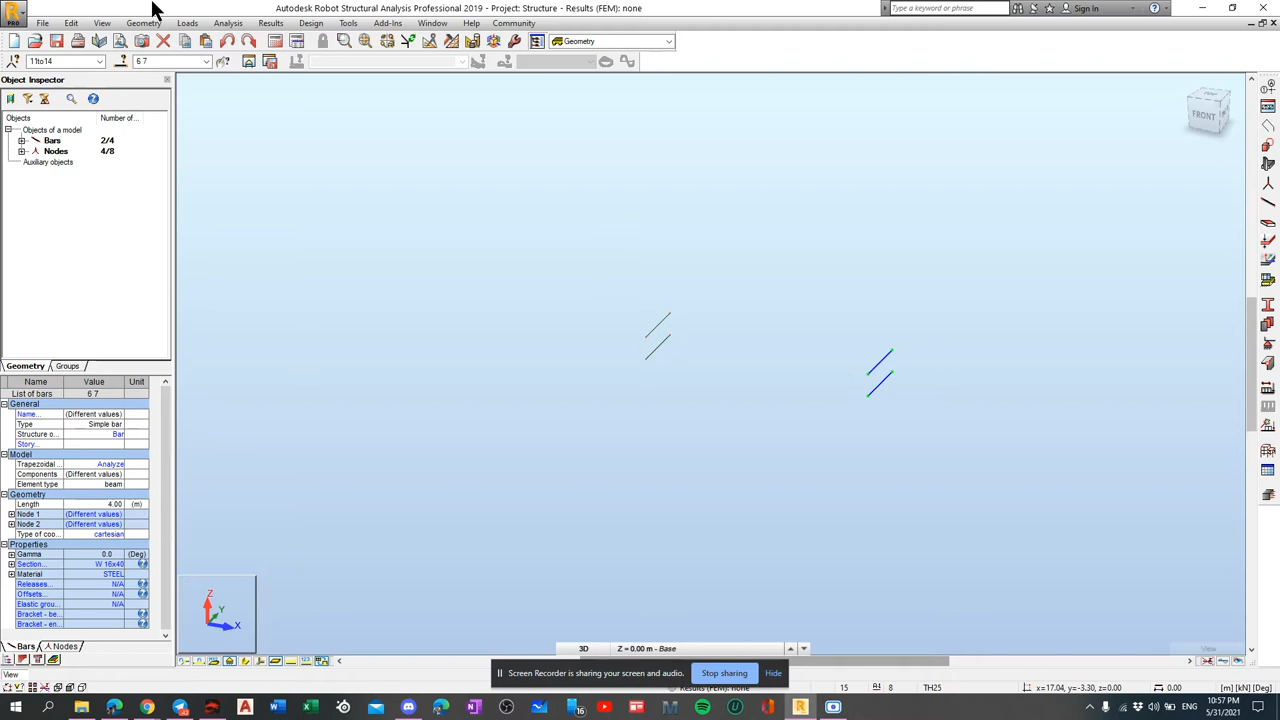 Autodesk Robot Structural Analysis Professional 2019 - Project: Structure - Results (FEM): none
Type a keyword or phrase
Sign In
PRO
File Edit View Geometry Loads Analysis Results Design Tools Add-Ins Window Help Community
Geometry
11to14
6 7
Object Inspector
Objects Number of...
Objects of a model
Bars 2/4
Nodes 4/8
Auxiliary objects
FRONT
Geometry Groups
Name Value Unit
List of bars 6 7
General
Name... (Different values)
Type Simple bar
Structure o... Bar
Story...
Model
Trapezoidal ... Analyze
Components (Different values)
Element type beam
Geometry
Length 4.00 (m)
Node 1 (Different values)
Node 2 (Different values)
Type of coo... cartesian
Properties
Gamma 0.0 (Deg)
Section... W 16x40
Material STEEL
Releases... N/A
Offsets... N/A
Elastic grou... N/A
Bracket - be...
Bracket - en...
Z
Y
X
Bars Nodes
3D Z = 0.00 m - Base
View
View
Screen Recorder is sharing your screen and audio. Stop sharing Hide
Results (FEM): none 15 8 TH25 x=17.04, y=-3.30, z=0.00 0.00 [m] [kN] [Deg]
16
ENG
10:57 PM
5/31/2021